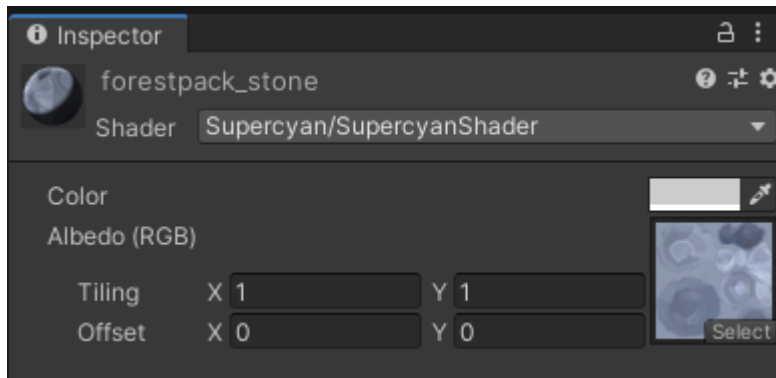 Inspector
forestpack_stone
Shader Supercyan/SupercyanShader
Color
Albedo (RGB)
Tiling X 1 Y 1
Offset X 0 Y 0
Select